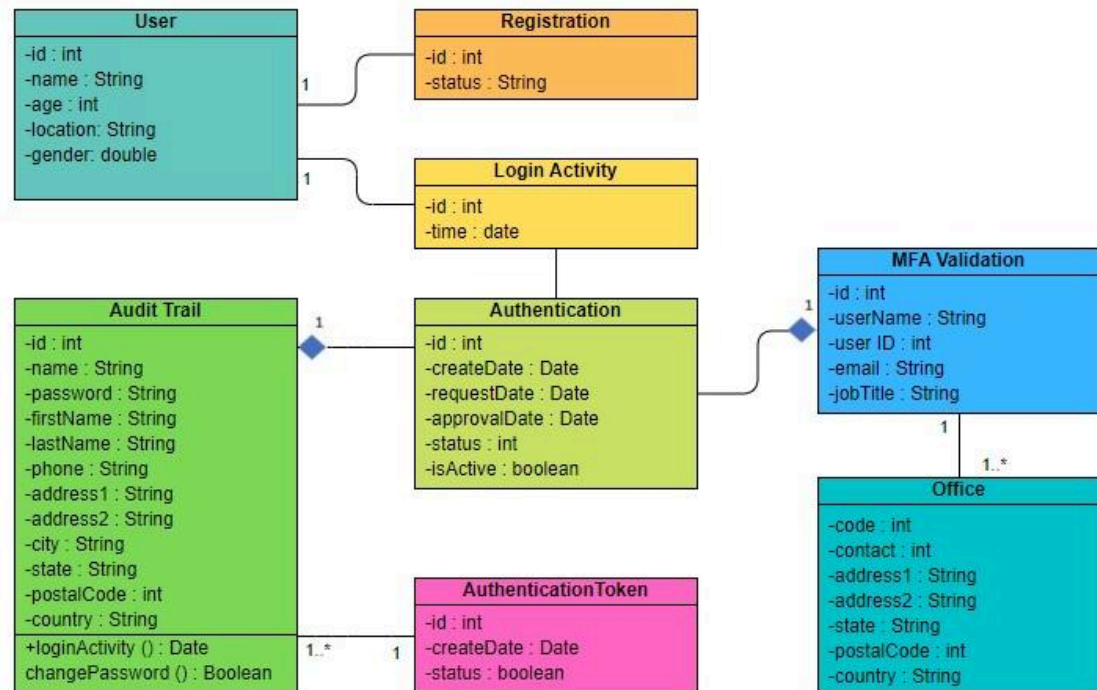 User
-id : int
-name : String
-age : int
-location: String
-gender: double
1
1
Registration
-id : int
-status : String
Login Activity
-id : int
-time : date
Audit Trail
-id : int
-name : String
-password : String
-firstName : String
-lastName : String
-phone : String
-address1 : String
-address2 : String
-city : String
-state : String
-postalCode : int
-country : String
+loginActivity () : Date
changePassword () : Boolean
1
Authentication
-id : int
-createDate : Date
-requestDate : Date
-approvalDate : Date
-status : int
-isActive : boolean
1
MFA Validation
-id : int
-userName : String
-user ID : int
-email : String
-jobTitle : String
1
1..*
Office
-code : int
-contact : int
-address1 : String
-address2 : String
-state : String
-postalCode : int
-country : String
1..*
1
AuthenticationToken
-id : int
-createDate : Date
-status : boolean